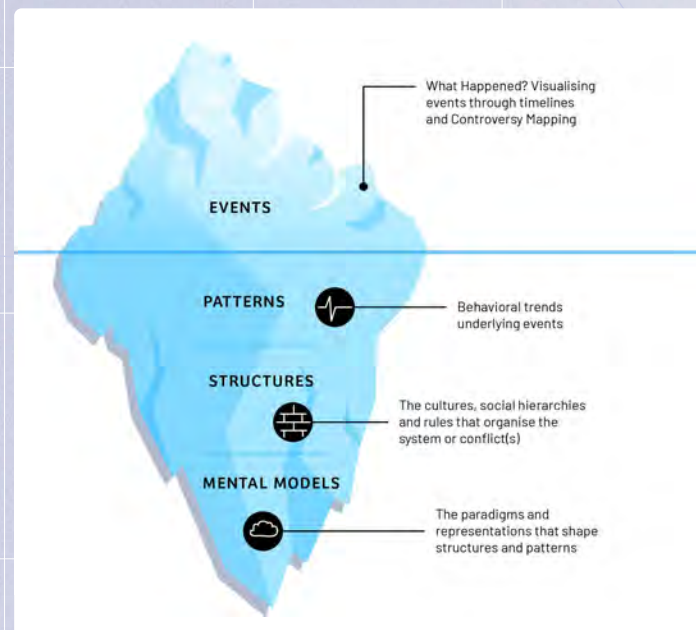 What Happened? Visualising
events through timelines
and Controversy Mapping
EVENTS
PATTERNS
Behavioral trends
underlying events
STRUCTURES
The cultures, social hierarchies
and rules that organise the
system or conflict(s)
MENTAL MODELS
The paradigms and
representations that shape
structures and patterns